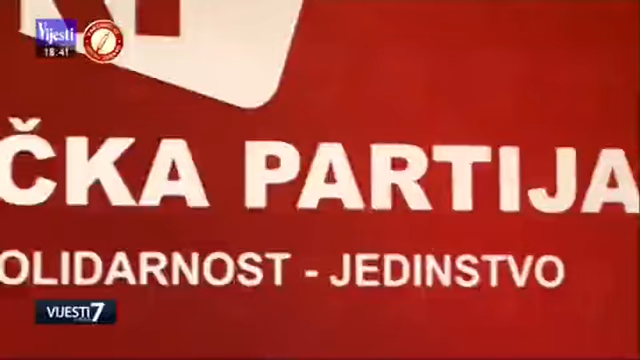 Vijesti
18:41
ČKA PARTIJA
OLIDARNOST - JEDINSTVO
VIJESTI 7